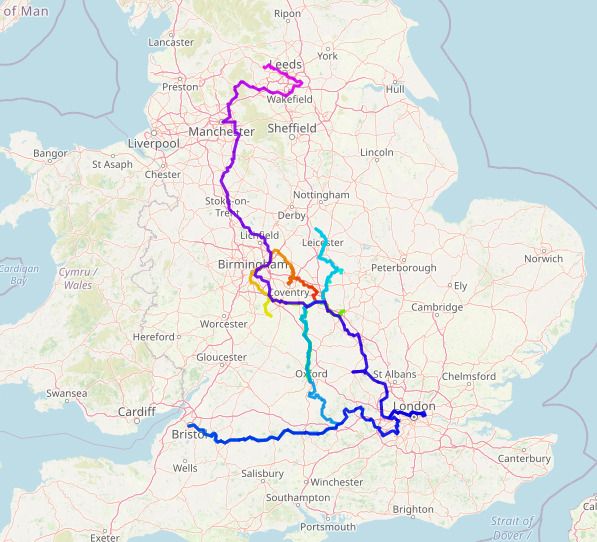 of Man
Ripon
Lancaster
York
Leeds
Preston
Hull
Wakefield
Manchester
Sheffield
Liverpool
Bangor
St Asaph
Chester
Lincoln
Stoke-on-
Trent
Nottingham
Derby
Lichfield
Leicester
Norwich
Birmingham
Peterborough
Cardigan
Bay
Cymru /
Wales
Ely
Coventry
Cambridge
Worcester
Hereford
Gloucester
Oxford
St Albans
Chelmsford
Swansea
London
Cardiff
Bristol
Canterbury
Wells
Salisbury
Winchester
Southampton
Brighton
Strait of
Dover /
Portsmouth
Exeter